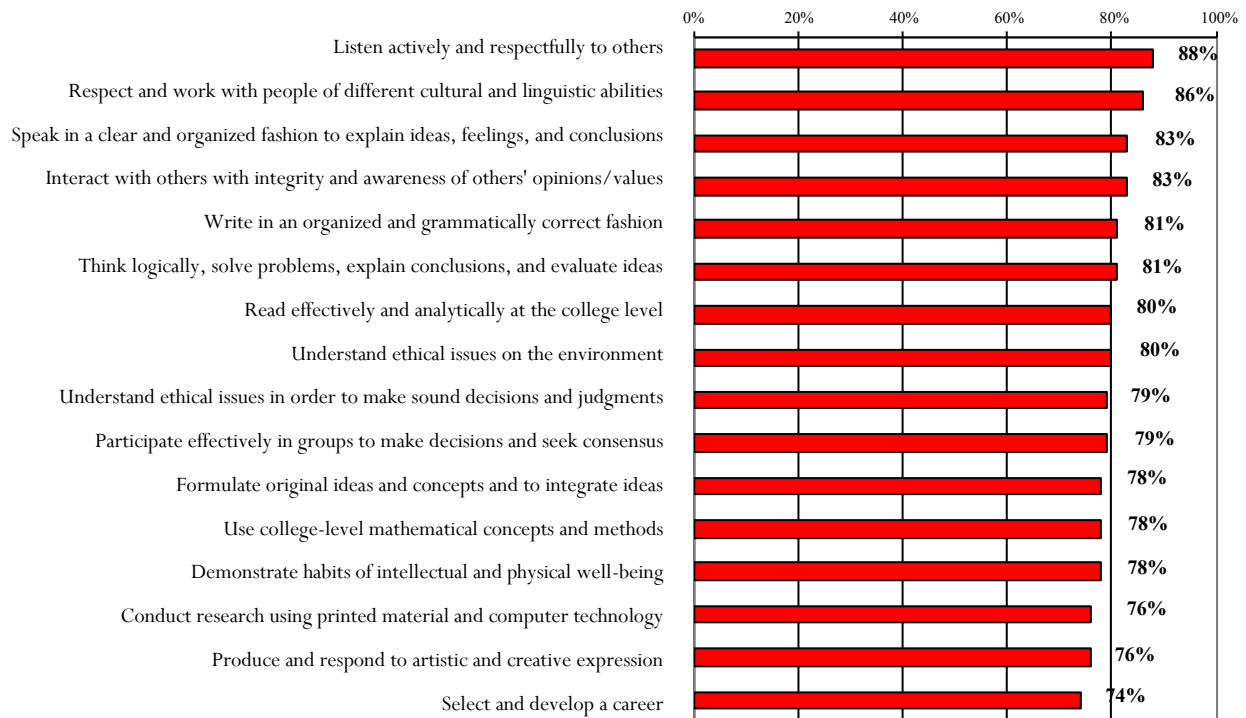 0% 20% 40% 60% 80% 100%
Listen actively and respectfully to others 88%
Respect and work with people of different cultural and linguistic abilities 86%
Speak in a clear and organized fashion to explain ideas, feelings, and conclusions 83%
Interact with others with integrity and awareness of others' opinions/values 83%
Write in an organized and grammatically correct fashion 81%
Think logically, solve problems, explain conclusions, and evaluate ideas 81%
Read effectively and analytically at the college level 80%
Understand ethical issues on the environment 80%
Understand ethical issues in order to make sound decisions and judgments 79%
Participate effectively in groups to make decisions and seek consensus 79%
Formulate original ideas and concepts and to integrate ideas 78%
Use college-level mathematical concepts and methods 78%
Demonstrate habits of intellectual and physical well-being 78%
Conduct research using printed material and computer technology 76%
Produce and respond to artistic and creative expression 76%
Select and develop a career 74%